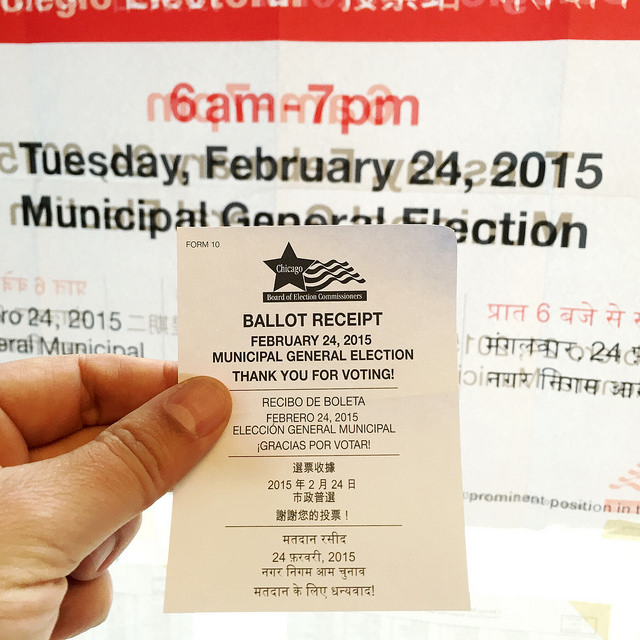 6am-7pm
Tuesday, February 24, 2015
Municipal General Election
24, 2015
Municipal
प्रात 6 बजे से
24
नगर निगम
prominent position in
FORM 10
Chicago
Board of Election Commissioners
BALLOT RECEIPT
FEBRUARY 24, 2015
MUNICIPAL GENERAL ELECTION
THANK YOU FOR VOTING!
RECIBO DE BOLETA
FEBRERO 24, 2015
ELECCIÓN GENERAL MUNICIPAL
¡GRACIAS POR VOTAR!
選票收據
2015 年 2 月 24 日
市政普選
謝謝您的投票！
मतदान रसीद
24 फ़रवरी, 2015
नगर निगम आम चुनाव
मतदान के लिए धन्यवाद!